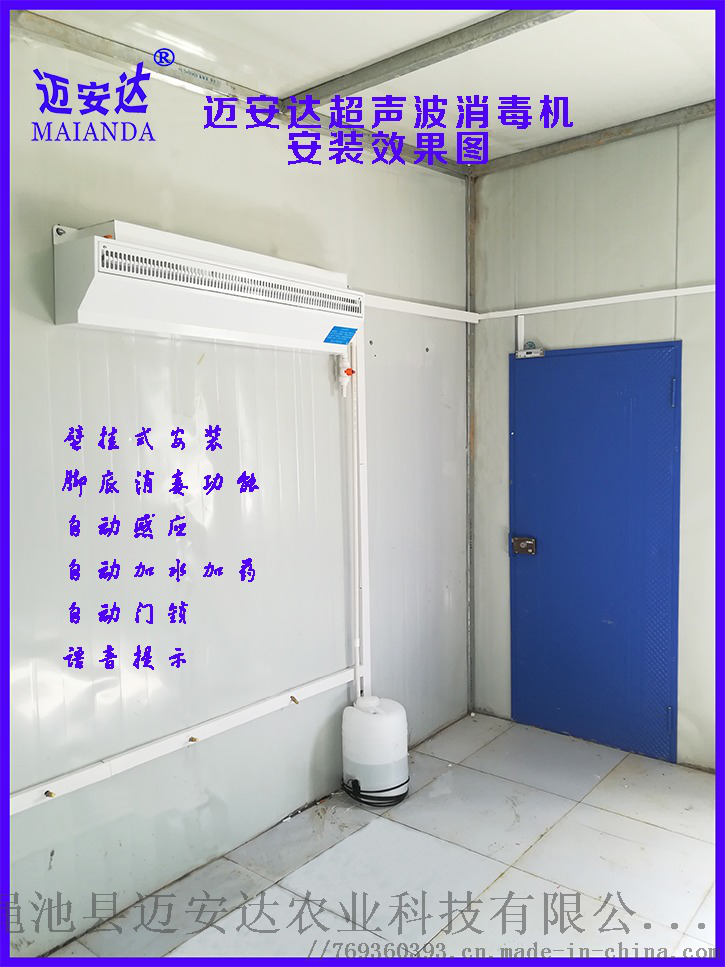 迈安达®
MAIANDA
迈安达超声波消毒机
安装效果图
壁挂式安装
脚底消毒功能
自动感应
自动加水加药
自动门锁
语音提示
渑池县迈安达农业科技有限公...
//769360393.cn.made-in-china.com